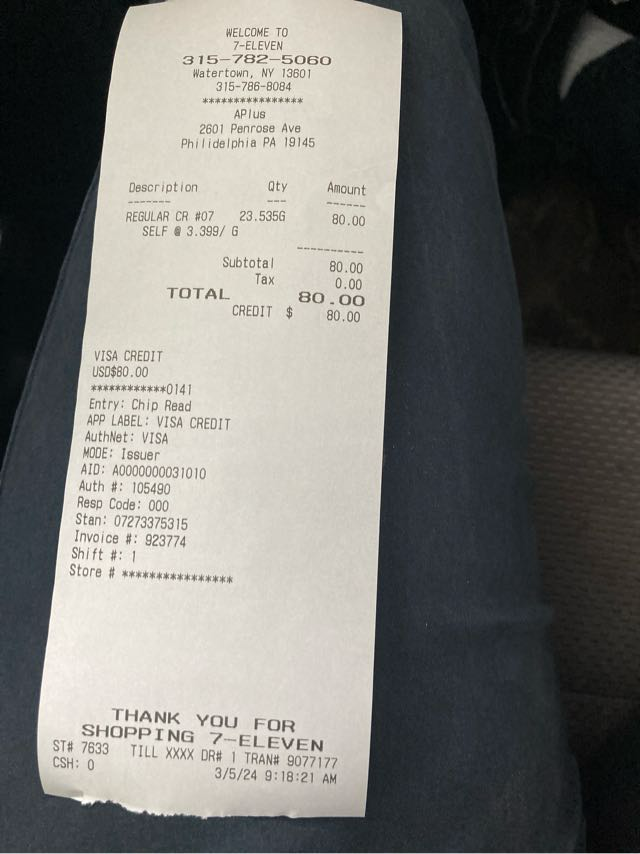 WELCOME TO
7-ELEVEN
315-782-5060
Watertown, NY 13601
315-786-8084
****************
APlus
2601 Penrose Ave
Philidelphia PA 19145
Description Qty Amount
------- --- ------
REGULAR CR #07 23.535G 80.00
SELF @ 3.399/ G
----------
Subtotal 80.00
Tax 0.00
TOTAL 80.00
CREDIT $ 80.00
VISA CREDIT
USD$80.00
************0141
Entry: Chip Read
APP LABEL: VISA CREDIT
AuthNet: VISA
MODE: Issuer
AID: A0000000031010
Auth #: 105490
Resp Code: 000
Stan: 07273375315
Invoice #: 923774
Shift #: 1
Store # ****************
THANK YOU FOR
SHOPPING 7-ELEVEN
ST# 7633 TILL XXXX DR# 1 TRAN# 9077177
CSH: 0 3/5/24 9:18:21 AM